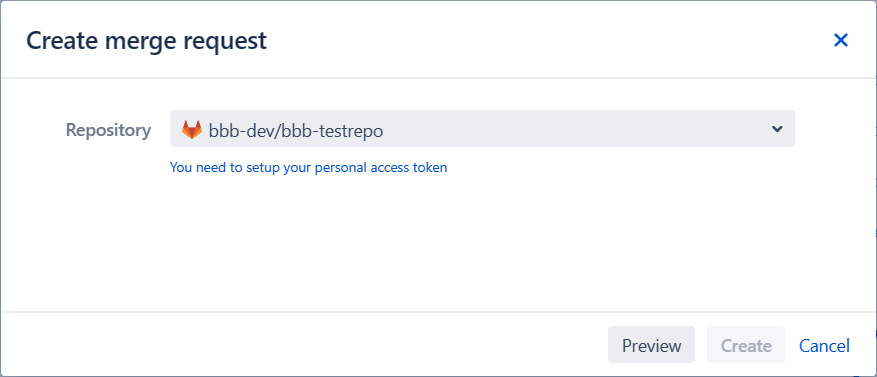 Create merge request
Repository
bbb-dev/bbb-testrepo
You need to setup your personal access token
Preview
Create
Cancel